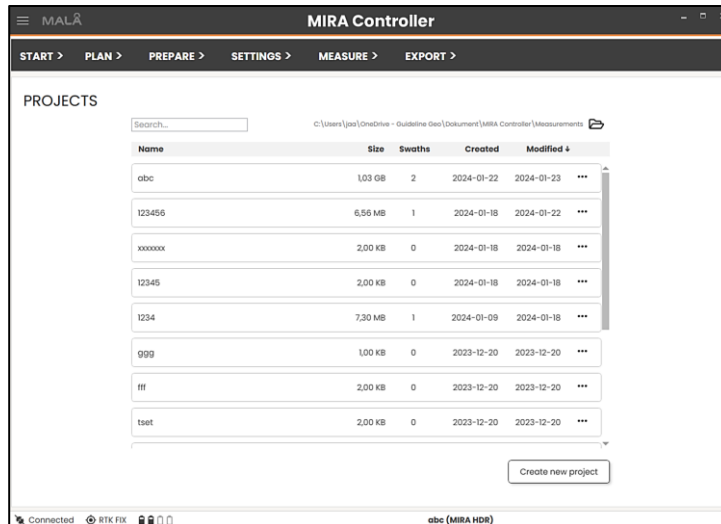 MALÅ MIRA Controller
START > PLAN > PREPARE > SETTINGS > MEASURE > EXPORT >
PROJECTS
Search... C:\Users\jaa\OneDrive - Guideline Geo\Dokument\MIRA Controller\Measurements
Name Size Swaths Created Modified ↓
abc 1,03 GB 2 2024-01-22 2024-01-23 •••
123456 6,56 MB 1 2024-01-18 2024-01-22 •••
xxxxxxx 2,00 KB 0 2024-01-18 2024-01-18 •••
12345 2,00 KB 0 2024-01-18 2024-01-18 •••
1234 7,30 MB 1 2024-01-09 2024-01-18 •••
ggg 1,00 KB 0 2023-12-20 2023-12-20 •••
fff 2,00 KB 0 2023-12-20 2023-12-20 •••
tset 2,00 KB 0 2023-12-20 2023-12-20 •••
Create new project
Connected RTK FIX abc (MIRA HDR)